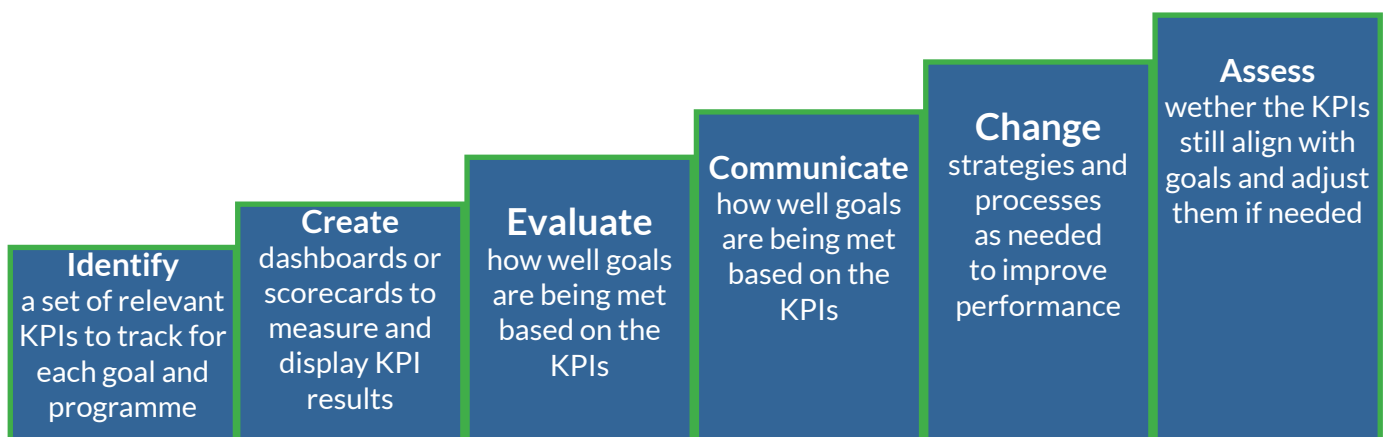 Identify
a set of relevant
KPIs to track for
each goal and
programme
Create
dashboards or
scorecards to
measure and
display KPI
results
Evaluate
how well goals
are being met
based on the
KPIs
Communicate
how well goals
are being met
based on the
KPIs
Change
strategies and
processes
as needed
to improve
performance
Assess
wether the KPIs
still align with
goals and adjust
them if needed